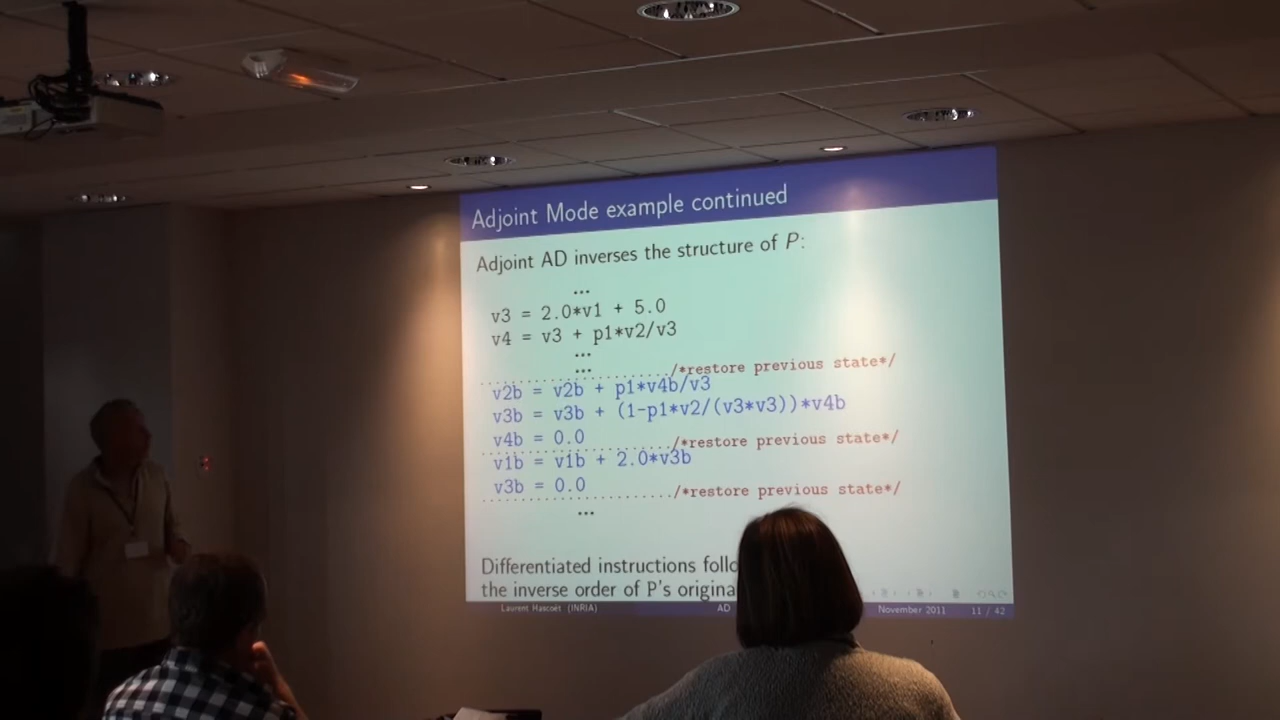 Adjoint Mode example continued
Adjoint AD inverses the structure of P:
...
v3 = 2.0*v1 + 5.0
v4 = v3 + p1*v2/v3
...
...
/*restore previous state*/
v2b = v2b + p1*v4b/v3
v3b = v3b + (1-p1*v2/(v3*v3))*v4b
v4b = 0.0
/*restore previous state*/
v1b = v1b + 2.0*v3b
v3b = 0.0
/*restore previous state*/
...
Differentiated instructions
the inverse order of P's
Laurent Hascoët (INRIA) AD November 2011 11 / 42